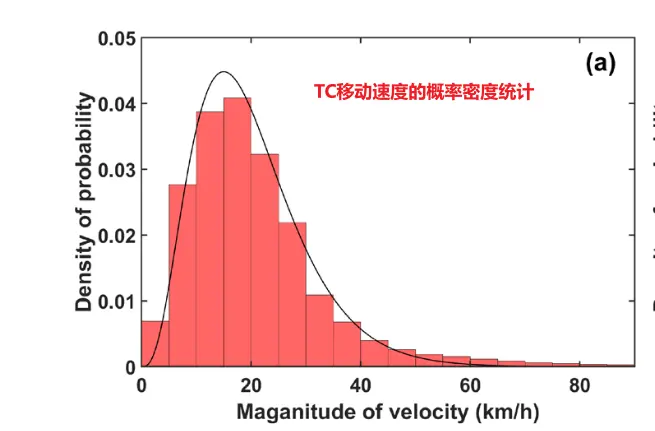 0.05
(a)
TC移动速度的概率密度统计
0.04
0.03
0.02
0.01
0
Density of probability
0
20
40
60
80
Maganitude of velocity (km/h)